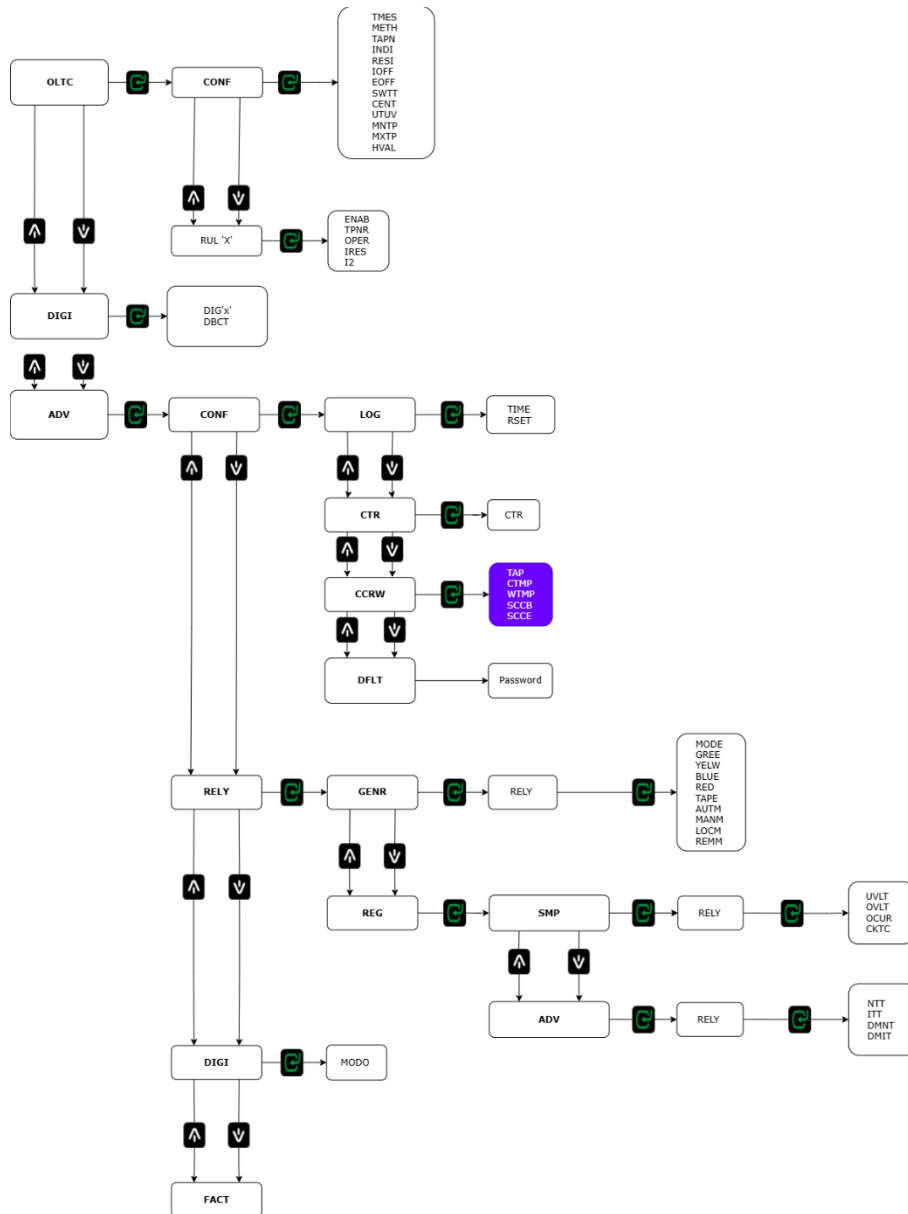 TMES
METH
TAPN
INDI
RESI
IOFF
EOFF
SWTT
CENT
UTUV
MNTP
MXTP
HVAL
OLTC
CONF
RUL 'X'
ENAB
TPNR
OPER
IRES
I2
DIGI
DIG'x'
DBCT
ADV
CONF
LOG
TIME
RSET
CTR
CTR
CCRW
TAP
CTMP
WTMP
SCCB
SCCE
DFLT
Password
RELY
GENR
RELY
MODE
GREE
YELW
BLUE
RED
TAPE
AUTM
MANM
LOCM
REMM
REG
SMP
RELY
UVLT
OVLT
OCUR
CKTC
ADV
RELY
NTT
ITT
DMNT
DMIT
DIGI
MODO
FACT